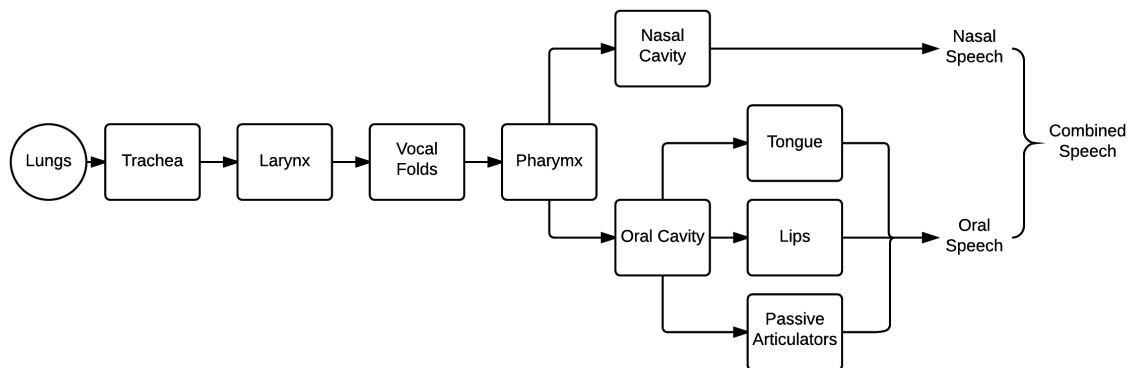 Lungs
Trachea
Larynx
Vocal
Folds
Pharymx
Nasal
Cavity
Nasal
Speech
Oral Cavity
Tongue
Lips
Passive
Articulators
Oral
Speech
Combined
Speech